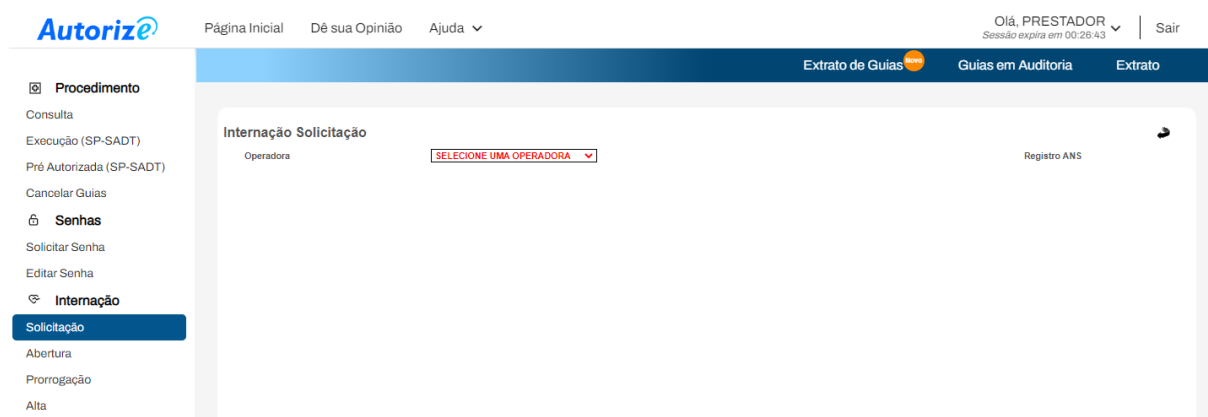 Autorize
Página Inicial Dê sua Opinião Ajuda
Olá, PRESTADOR
Sessão expira em 00:26:43
Sair
Extrato de Guias Novo Guias em Auditoria Extrato
Procedimento
Consulta
Execução (SP-SADT)
Pré Autorizada (SP-SADT)
Cancelar Guias
Senhas
Solicitar Senha
Editar Senha
Internação
Solicitação
Abertura
Prorrogação
Alta
Internação Solicitação
Operadora SELECIONE UMA OPERADORA Registro ANS